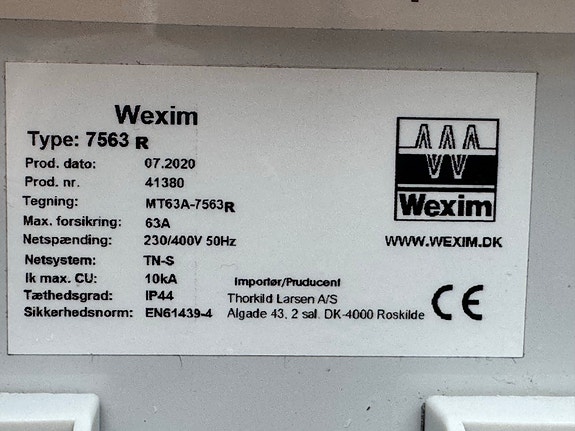 Wexim
Type: 7563 R
Prod. dato: 07.2020
Prod. nr. 41380
Tegning: MT63A-7563R
Max. forsikring: 63A
Netspænding: 230/400V 50Hz
Netsystem: TN-S
Ik max. CU: 10kA
Tæthedsgrad: IP44
Sikkerhedsnorm: EN61439-4
Wexim
WWW.WEXIM.DK
Importør/Pruducent
Thorkild Larsen A/S
Algade 43, 2 sal. DK-4000 Roskilde
CE